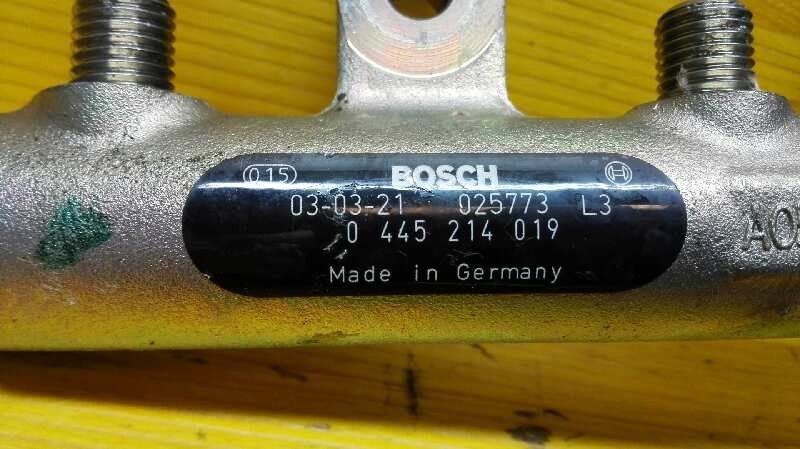 015 BOSCH
03-03-21 025773 L3
0 445 214 019
Made in Germany